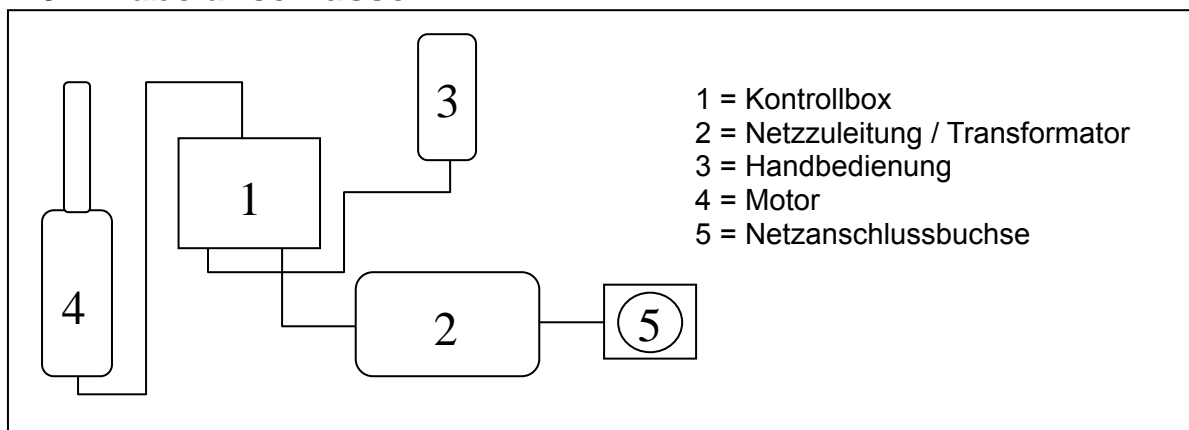 3
1 = Kontrollbox
2 = Netzzuleitung / Transformator
3 = Handbedienung
4 = Motor
5 = Netzanschlussbuchse
1
4
2
5